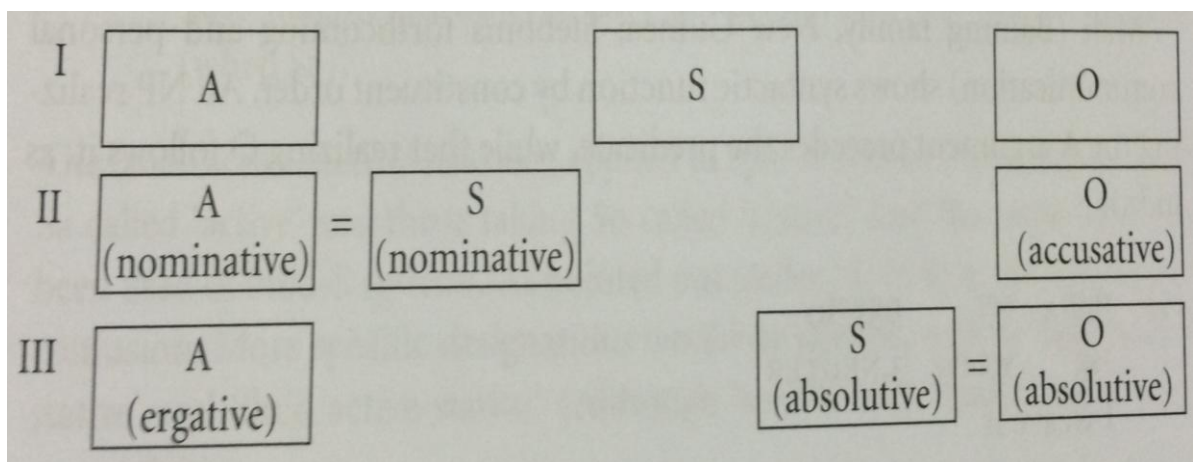 I A S O
II A (nominative) = S (nominative) O (accusative)
III A (ergative) S (absolutive) = O (absolutive)